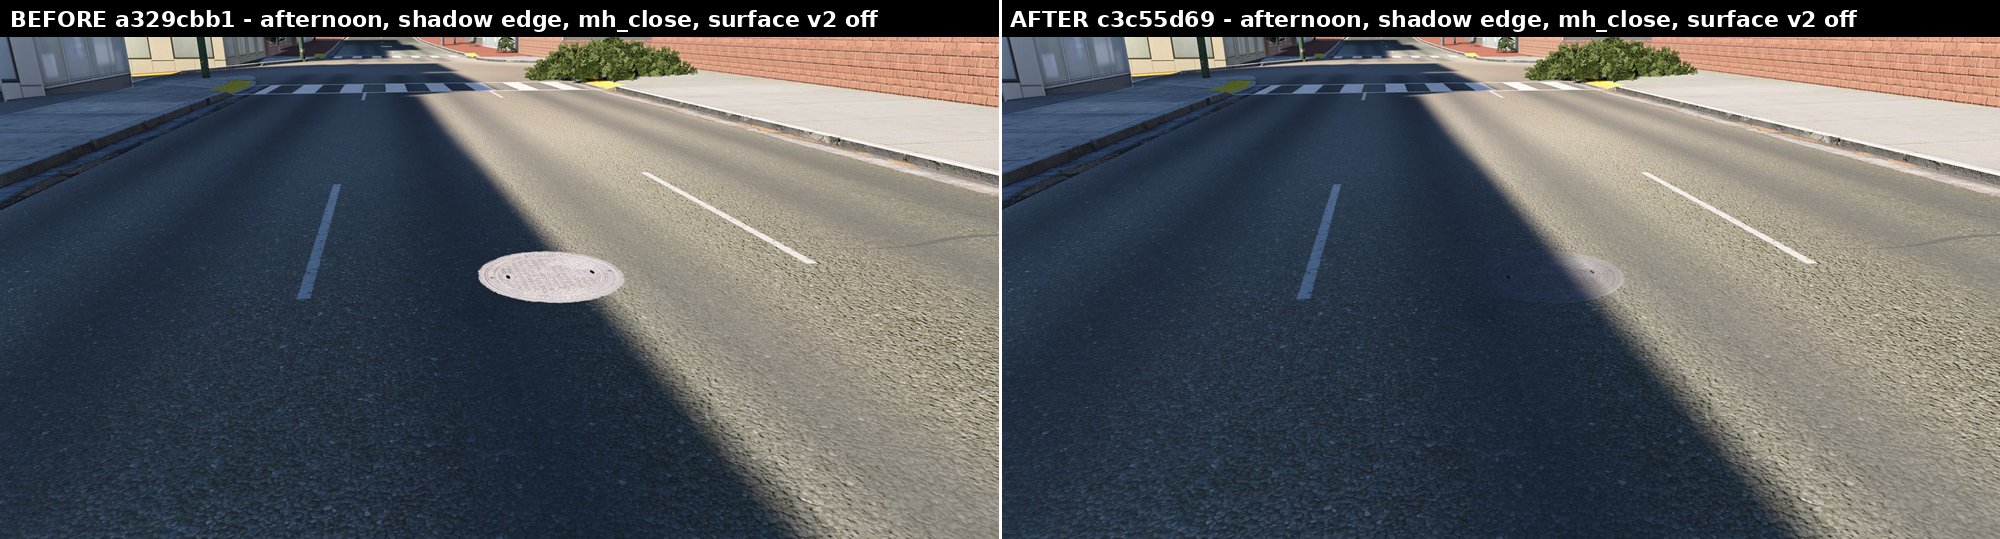 BEFORE a329cbb1 - afternoon, shadow edge, mh_close, surface v2 off
AFTER c3c55d69 - afternoon, shadow edge, mh_close, surface v2 off